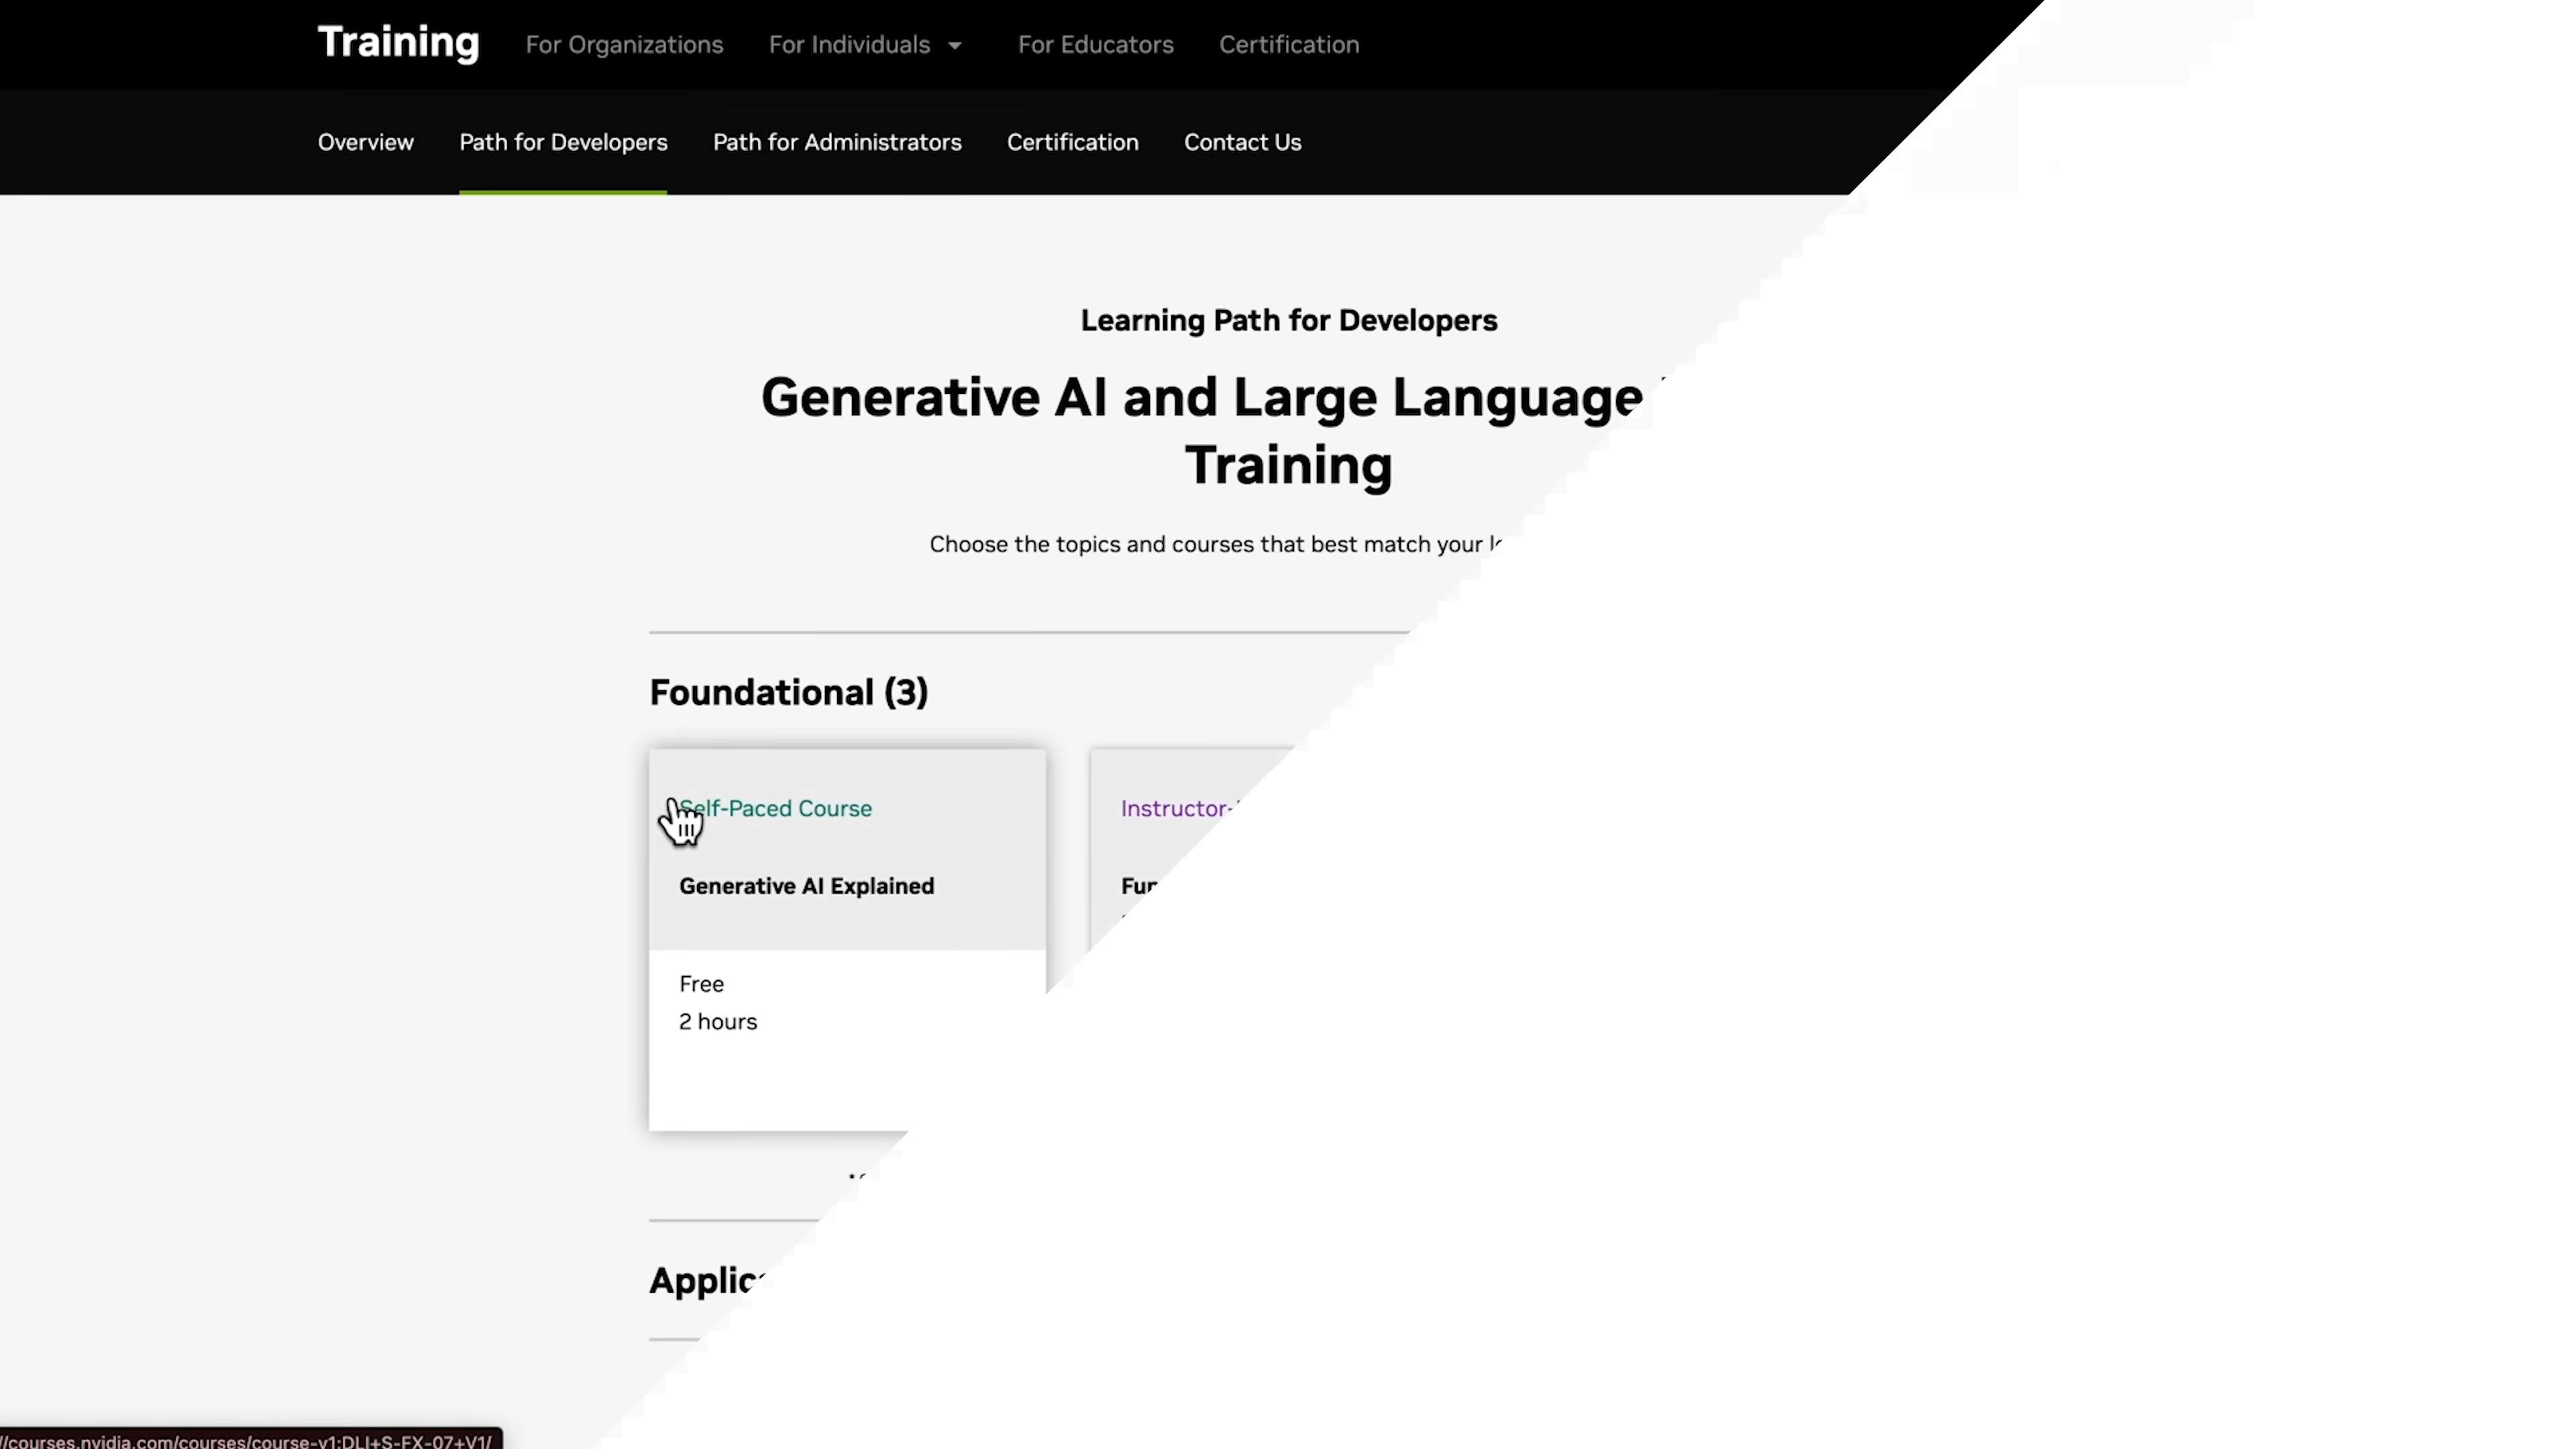 Training For Organizations For Individuals For Educators Certification
Overview Path for Developers Path for Administrators Certification Contact Us
Learning Path for Developers
Generative AI and Large Language
Training
Choose the topics and courses that best match your
Foundational (3)
Self-Paced Course
Generative AI Explained
Free
2 hours
Instructor-
//courses.nvidia.com/courses/course-v1:DLI+S-FX-07+V1/